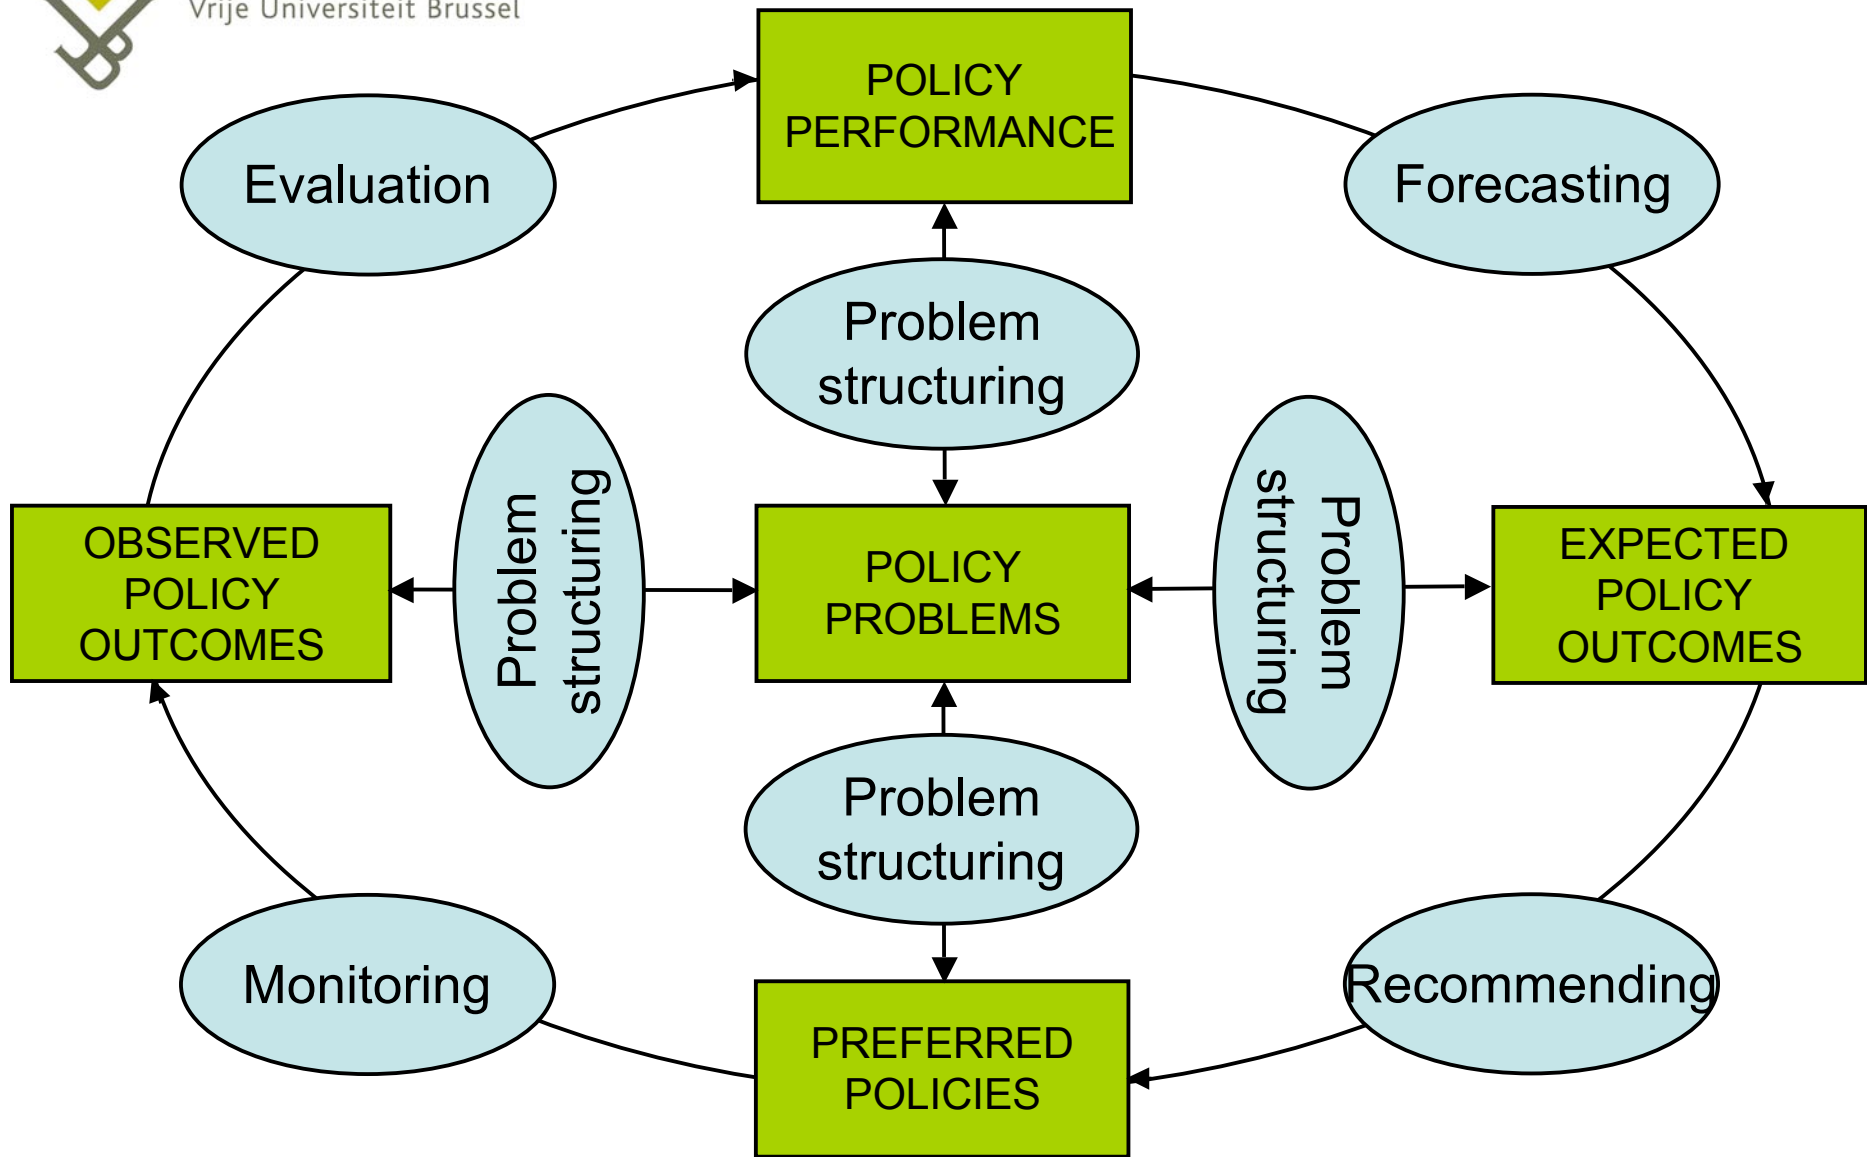 Vrije Universiteit Brussel
POLICY
PERFORMANCE
Evaluation
Forecasting
Problem
structuring
OBSERVED
POLICY
OUTCOMES
Problem
structuring
POLICY
PROBLEMS
Problem
structuring
EXPECTED
POLICY
OUTCOMES
Problem
structuring
Monitoring
Recommending
PREFERRED
POLICIES